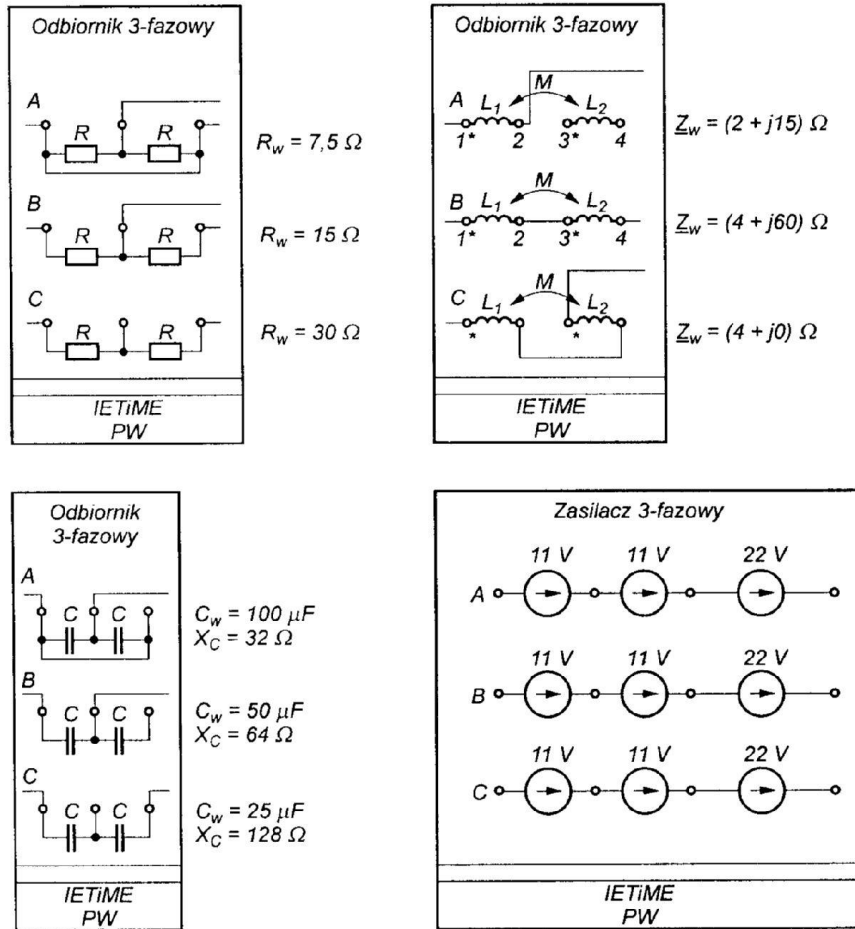 Odbiornik 3-fazowy
A
R R
R_w = 7,5 Ω
B
R R
R_w = 15 Ω
C
R R
R_w = 30 Ω
IETiME
PW
Odbiornik 3-fazowy
M
A L₁ L₂
1* 2 3* 4
Z_w = (2 + j15) Ω
M
B L₁ L₂
1* 2 3* 4
Z_w = (4 + j60) Ω
M
C L₁ L₂
* *
Z_w = (4 + j0) Ω
IETiME
PW
Odbiornik
3-fazowy
A
C C
C_w = 100 μF
X_C = 32 Ω
B
C C
C_w = 50 μF
X_C = 64 Ω
C
C C
C_w = 25 μF
X_C = 128 Ω
IETiME
PW
Zasilacz 3-fazowy
11 V 11 V 22 V
A
11 V 11 V 22 V
B
11 V 11 V 22 V
C
IETiME
PW